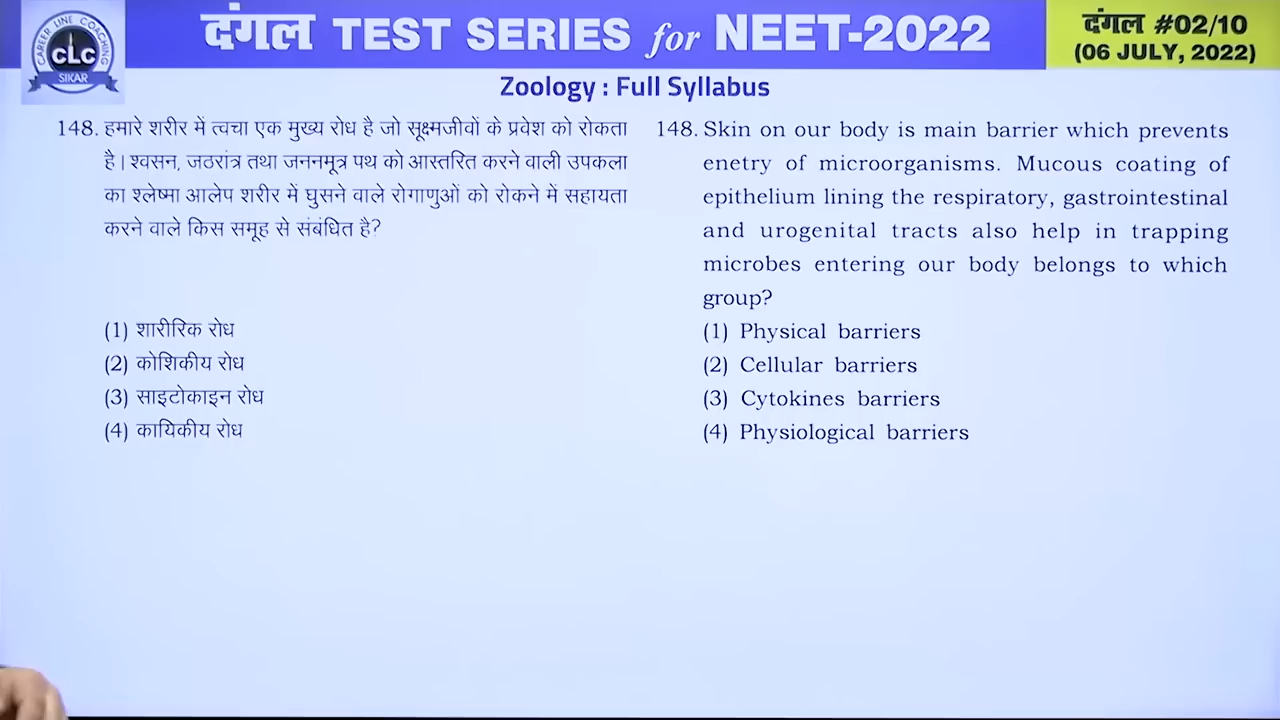 CAREER LINE COACHING
CLC
SIKAR
दंगल TEST SERIES for NEET-2022
दंगल #02/10
(06 JULY, 2022)
Zoology : Full Syllabus
148. हमारे शरीर में त्वचा एक मुख्य रोध है जो सूक्ष्मजीवों के प्रवेश को रोकता
है। श्वसन, जठरांत्र तथा जननमूत्र पथ को आस्तरित करने वाली उपकला
का श्लेष्मा आलेप शरीर में घुसने वाले रोगाणुओं को रोकने में सहायता
करने वाले किस समूह से संबंधित है?
(1) शारीरिक रोध
(2) कोशिकीय रोध
(3) साइटोकाइन रोध
(4) कायिकीय रोध
148. Skin on our body is main barrier which prevents
enetry of microorganisms. Mucous coating of
epithelium lining the respiratory, gastrointestinal
and urogenital tracts also help in trapping
microbes entering our body belongs to which
group?
(1) Physical barriers
(2) Cellular barriers
(3) Cytokines barriers
(4) Physiological barriers